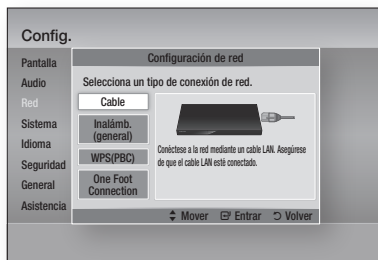 Config.
Pantalla
Audio
Red
Sistema
Idioma
Seguridad
General
Asistencia
Configuración de red
Selecciona un tipo de conexión de red.
Cable
Inalámb.
(general)
WPS(PBC)
One Foot
Connection
Conéctese a la red mediante un cable LAN. Asegúrese
de que el cable LAN esté conectado.
Mover Entrar Volver